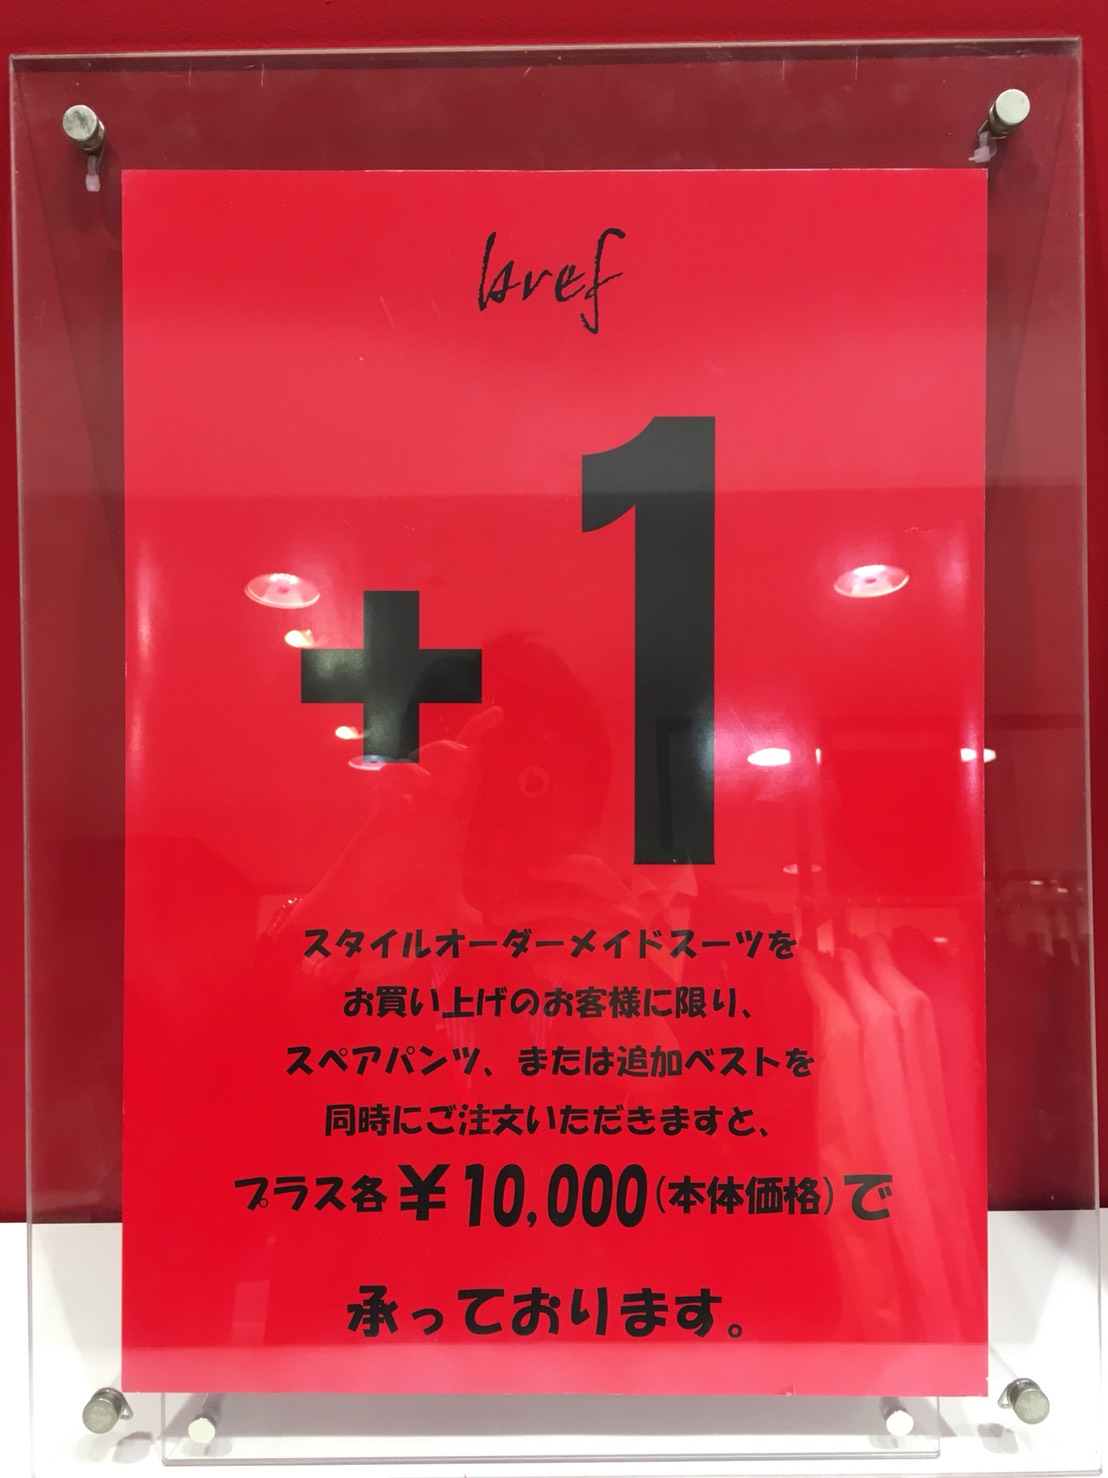 bref
+1
スタイルオーダーメイドスーツを
お買い上げのお客様に限り、
スペアパンツ、または追加ベストを
同時にご注文いただきますと、
プラス各¥10,000(本体価格)で
承っております。